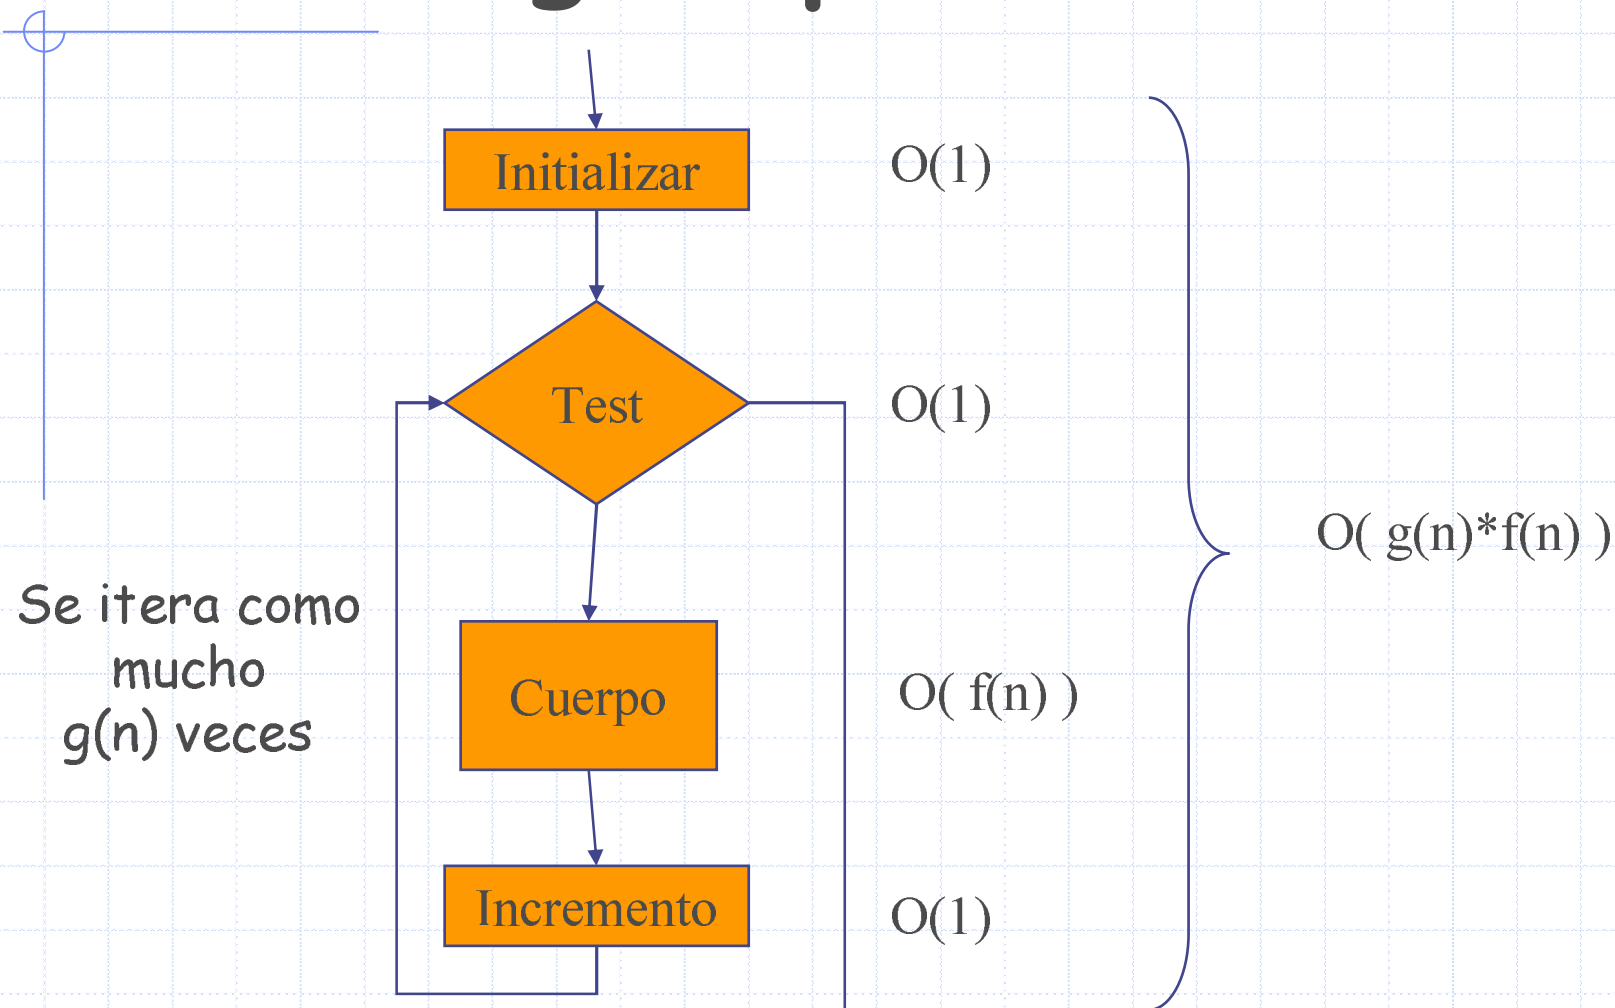 Initializar
O(1)
Test
O(1)
O( g(n)*f(n) )
Se itera como
mucho
g(n) veces
Cuerpo
O( f(n) )
Incremento
O(1)